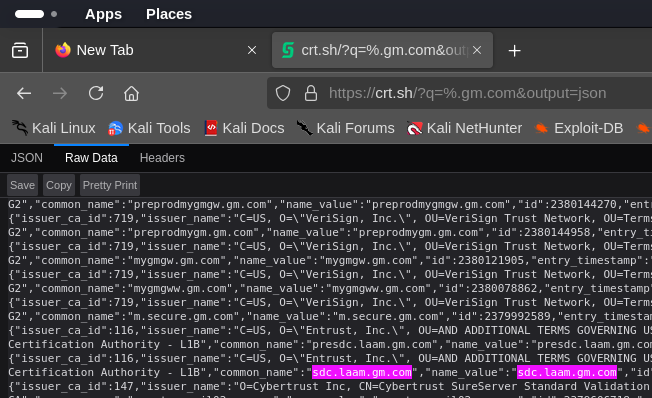 Apps Places
New Tab × crt.sh/?q=%.gm.com&out × +
https://crt.sh/?q=%.gm.com&output=json
Kali Linux Kali Tools Kali Docs Kali Forums Kali NetHunter Exploit-DB
JSON Raw Data Headers
Save Copy Pretty Print
G2","common_name":"preprodmygmgw.gm.com","name_value":"preprodmygmgw.gm.com","id":2380144270,"entr
{"issuer_ca_id":719,"issuer_name":"C=US, O=\"VeriSign, Inc.\", OU=VeriSign Trust Network, OU=Terms
G2","common_name":"preprodmygm.gm.com","name_value":"preprodmygm.gm.com","id":2380144958,"entry_ti
{"issuer_ca_id":719,"issuer_name":"C=US, O=\"VeriSign, Inc.\", OU=VeriSign Trust Network, OU=Terms
G2","common_name":"mygmgw.gm.com","name_value":"mygmgw.gm.com","id":2380121905,"entry_timestamp":"
{"issuer_ca_id":719,"issuer_name":"C=US, O=\"VeriSign, Inc.\", OU=VeriSign Trust Network, OU=Terms
G2","common_name":"mygmgww.gm.com","name_value":"mygmgww.gm.com","id":2380078862,"entry_timestamp"
{"issuer_ca_id":719,"issuer_name":"C=US, O=\"VeriSign, Inc.\", OU=VeriSign Trust Network, OU=Terms
G2","common_name":"m.secure.gm.com","name_value":"m.secure.gm.com","id":2379992589,"entry_timestam
{"issuer_ca_id":116,"issuer_name":"C=US, O=\"Entrust, Inc.\", OU=AND ADDITIONAL TERMS GOVERNING US
Certification Authority - L1B","common_name":"presdc.laam.gm.com","name_value":"presdc.laam.gm.com
{"issuer_ca_id":116,"issuer_name":"C=US, O=\"Entrust, Inc.\", OU=AND ADDITIONAL TERMS GOVERNING US
Certification Authority - L1B","common_name":"sdc.laam.gm.com","name_value":"sdc.laam.gm.com","id"
{"issuer_ca_id":147,"issuer_name":"O=Cybertrust Inc, CN=Cybertrust SureServer Standard Validation